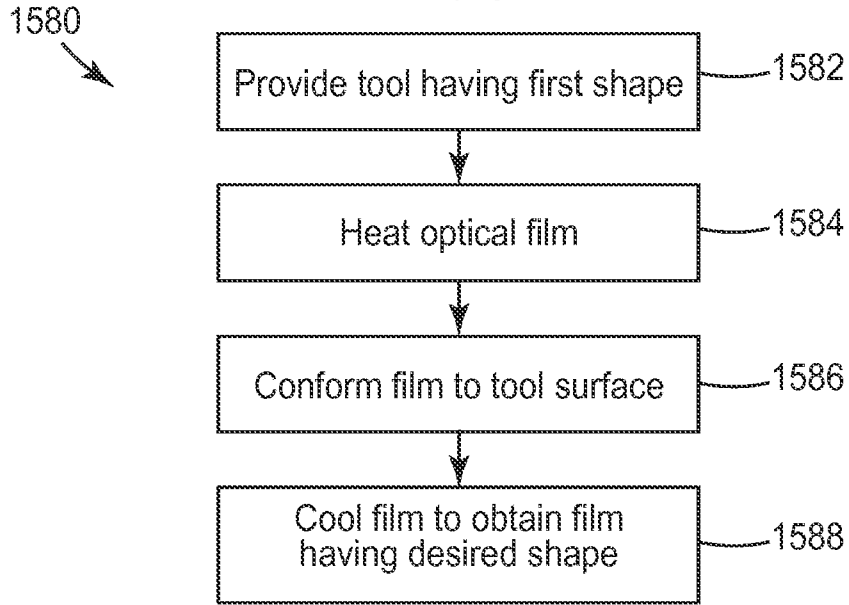 1580
Provide tool having first shape
1582
Heat optical film
1584
Conform film to tool surface
1586
Cool film to obtain film
having desired shape
1588